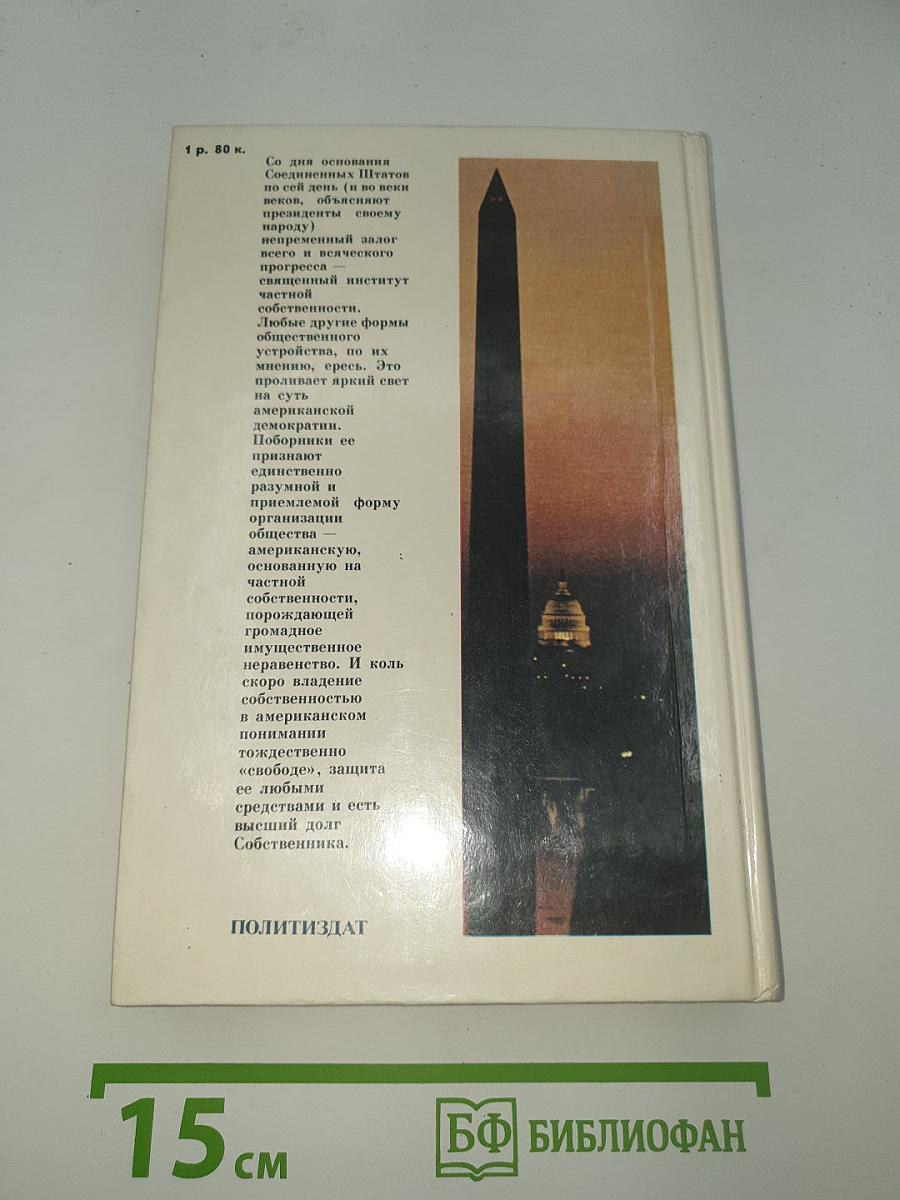 1 р. 80 к.
Со дня основания
Соединенных Штатов
по сей день (и во веки
веков, объясняют
президенты своему
народу)
непременный залог
всего и всяческого
прогресса —
священный институт
частной
собственности.
Любые другие формы
общественного
устройства, по их
мнению, ересь. Это
проливает яркий свет
на суть
американской
демократии.
Поборники ее
признают
единственно
разумной и
приемлемой форму
организации
общества —
американскую,
основанную на
частной
собственности,
порождающей
громадное
имущественное
неравенство. И коль
скоро владение
собственностью
в американском
понимании
тождественно
«свободе», защита
ее любыми
средствами и есть
высший долг
Собственника.
ПОЛИТИЗДАТ
15 см
БФ БИБЛИОФАН